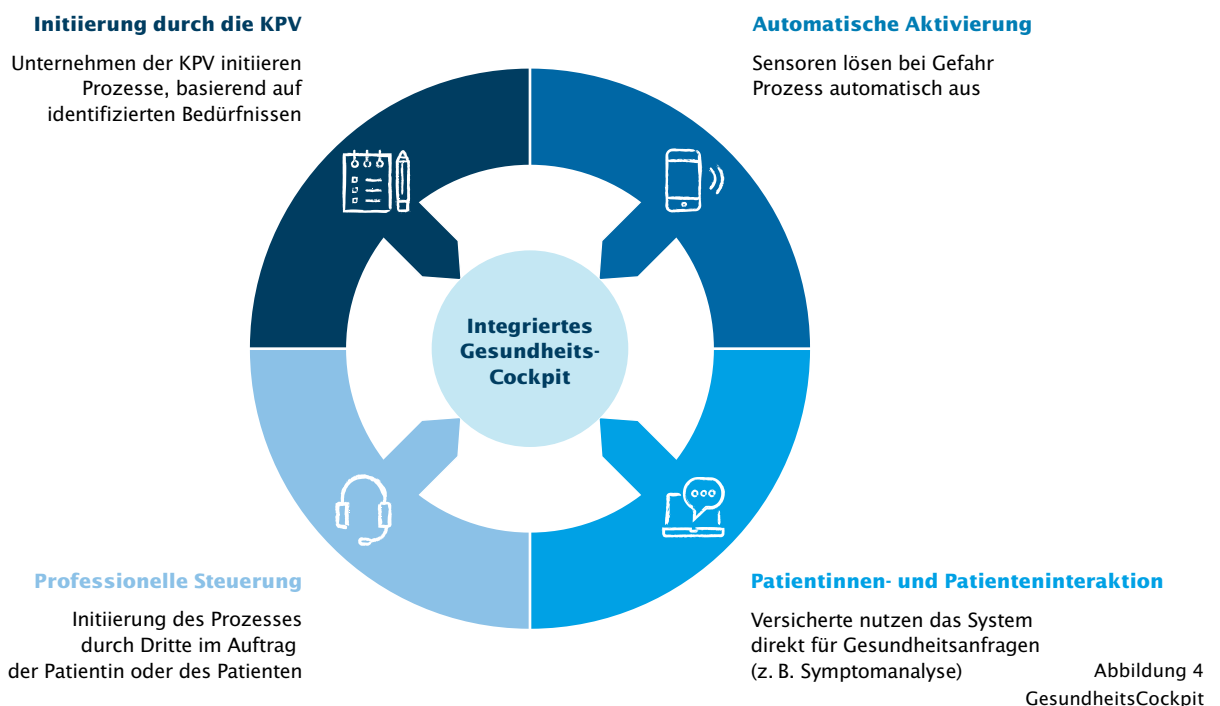 Initiierung durch die KPV
Unternehmen der KPV initiieren
Prozesse, basierend auf
identifizierten Bedürfnissen
Automatische Aktivierung
Sensoren lösen bei Gefahr
Prozess automatisch aus
Integriertes
Gesundheits-
Cockpit
Professionelle Steuerung
Initiierung des Prozesses
durch Dritte im Auftrag
der Patientin oder des Patienten
Patientinnen- und Patienteninteraktion
Versicherte nutzen das System
direkt für Gesundheitsanfragen
(z. B. Symptomanalyse)
Abbildung 4
GesundheitsCockpit